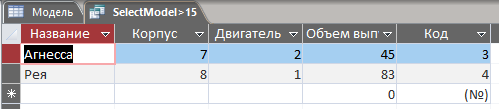 Модель SelectModel>15
Название Корпус Двигатель Объем вып Код
Агнесса 7 2 45 3
Рея 8 1 83 4
* 0 (№)